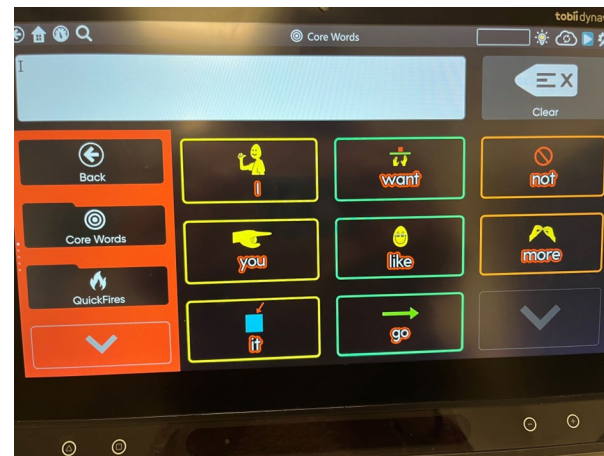 tobii dyna
Core Words
Clear
Back
I
want
not
Core Words
you
like
more
QuickFires
it
go